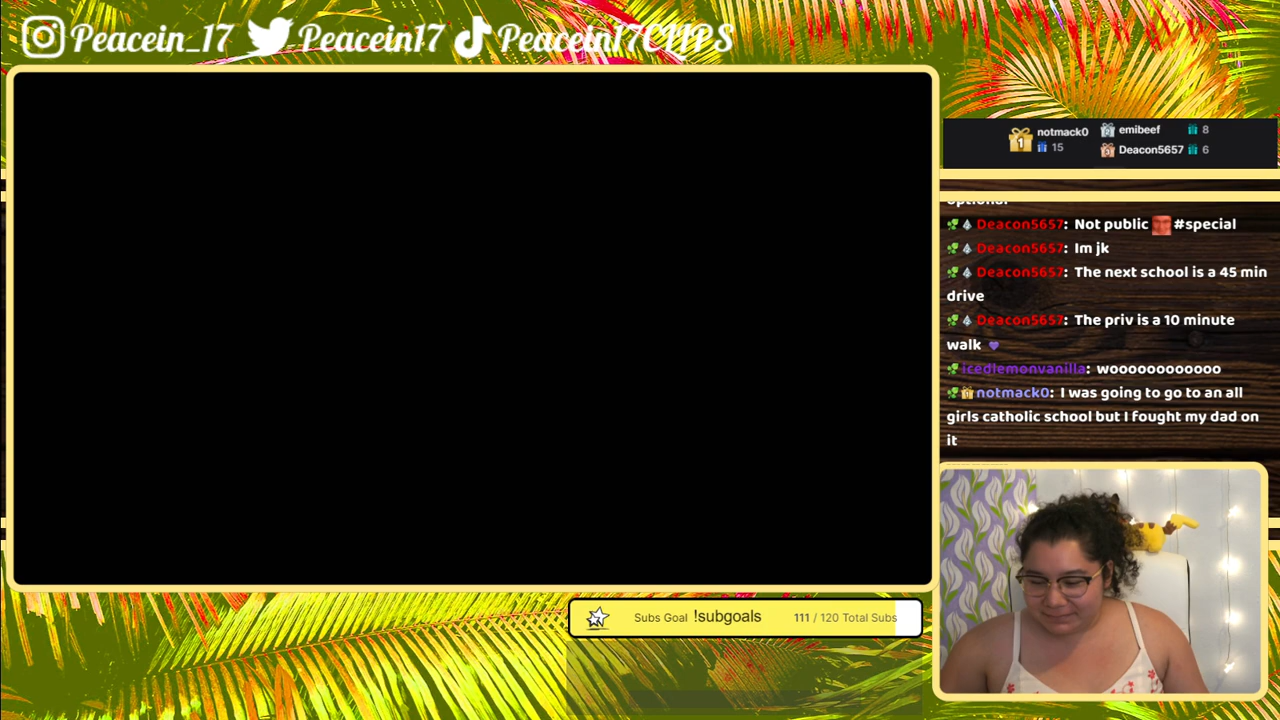 Peacein_17 Peacein17 Peacein17ClIPS
1 notmack0 emibeef 8
15 Deacon5657 6
optional
Deacon5657: Not public #special
Deacon5657: Im jk
Deacon5657: The next school is a 45 min
drive
Deacon5657: The priv is a 10 minute
walk
icedlemonvanilla: woooooooooooo
notmack0: I was going to go to an all
girls catholic school but I fought my dad on
it
Subs Goal !subgoals 111 / 120 Total Subs